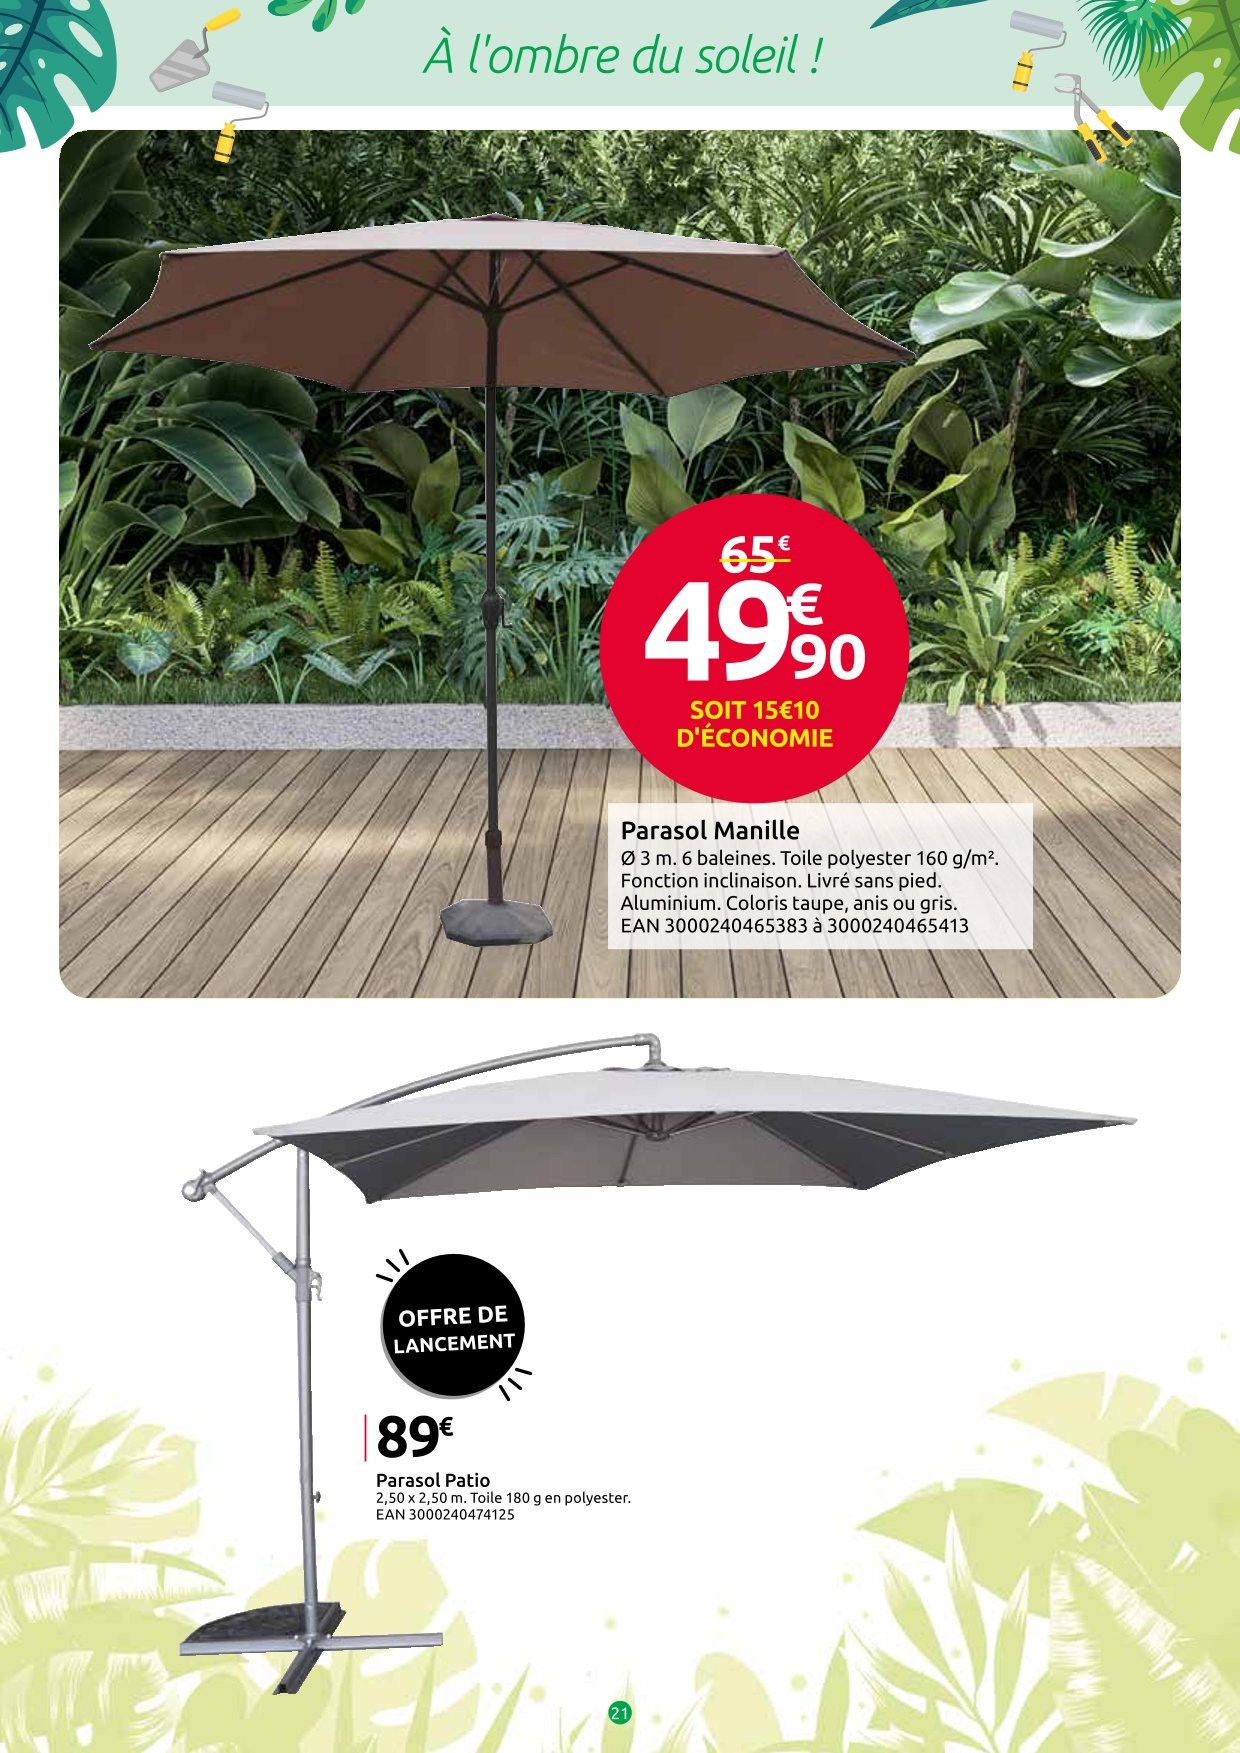 À l'ombre du soleil !
65€
49€90
SOIT 15€10
D'ÉCONOMIE
Parasol Manille
Ø 3 m. 6 baleines. Toile polyester 160 g/m².
Fonction inclinaison. Livré sans pied.
Aluminium. Coloris taupe, anis ou gris.
EAN 3000240465383 à 3000240465413
OFFRE DE
LANCEMENT
89€
Parasol Patio
2,50 x 2,50 m. Toile 180 g en polyester.
EAN 3000240474125
21